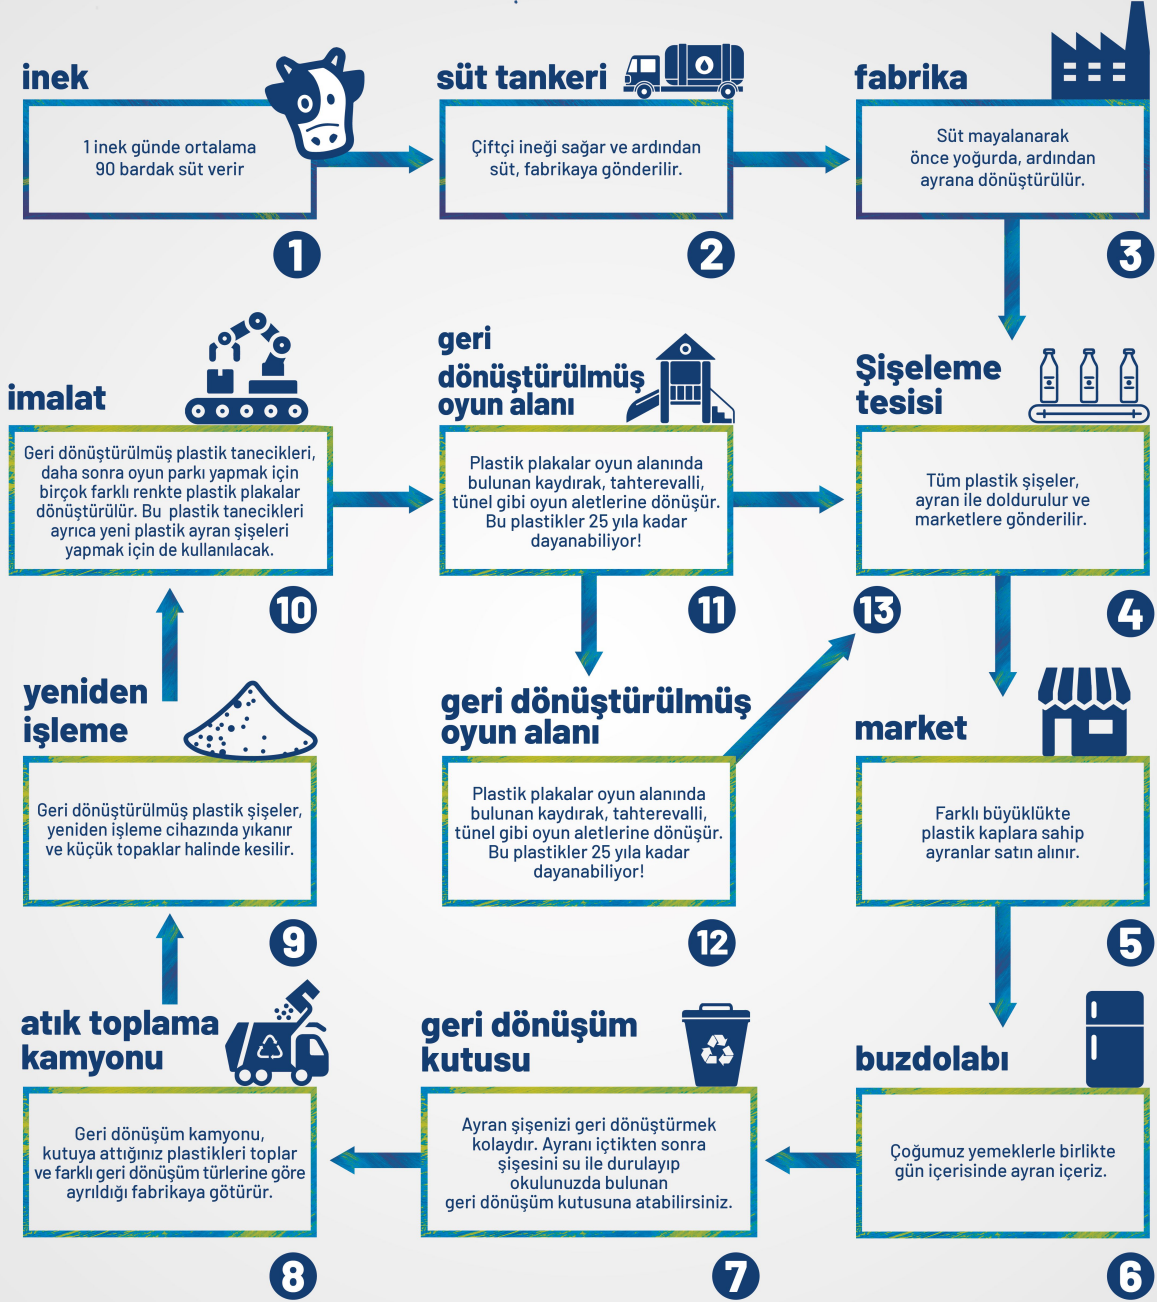 inek
1 inek günde ortalama
90 bardak süt verir
1
süt tankeri
Çiftçi ineği sağar ve ardından
süt, fabrikaya gönderilir.
2
fabrika
Süt mayalanarak
önce yoğurda, ardından
ayrana dönüştürülür.
3
Şişeleme
tesisi
Tüm plastik şişeler,
ayran ile doldurulur ve
marketlere gönderilir.
4
market
Farklı büyüklükte
plastik kaplara sahip
ayranlar satın alınır.
5
buzdolabı
Çoğumuz yemeklerle birlikte
gün içerisinde ayran içeriz.
6
geri dönüşüm
kutusu
Ayran şişenizi geri dönüştürmek
kolaydır. Ayranı içtikten sonra
şişesini su ile durulayıp
okulunuzda bulunan
geri dönüşüm kutusuna atabilirsiniz.
7
atık toplama
kamyonu
Geri dönüşüm kamyonu,
kutuya attığınız plastikleri toplar
ve farklı geri dönüşüm türlerine göre
ayrıldığı fabrikaya götürür.
8
yeniden
işleme
Geri dönüştürülmüş plastik şişeler,
yeniden işleme cihazında yıkanır
ve küçük topaklar halinde kesilir.
9
imalat
Geri dönüştürülmüş plastik tanecikleri,
daha sonra oyun parkı yapmak için
birçok farklı renkte plastik plakalar
dönüştürülür. Bu plastik tanecikleri
ayrıca yeni plastik ayran şişeleri
yapmak için de kullanılacak.
10
geri
dönüştürülmüş
oyun alanı
Plastik plakalar oyun alanında
bulunan kaydırak, tahterevalli,
tünel gibi oyun aletlerine dönüşür.
Bu plastikler 25 yıla kadar
dayanabiliyor!
11
geri dönüştürülmüş
oyun alanı
Plastik plakalar oyun alanında
bulunan kaydırak, tahterevalli,
tünel gibi oyun aletlerine dönüşür.
Bu plastikler 25 yıla kadar
dayanabiliyor!
12
13